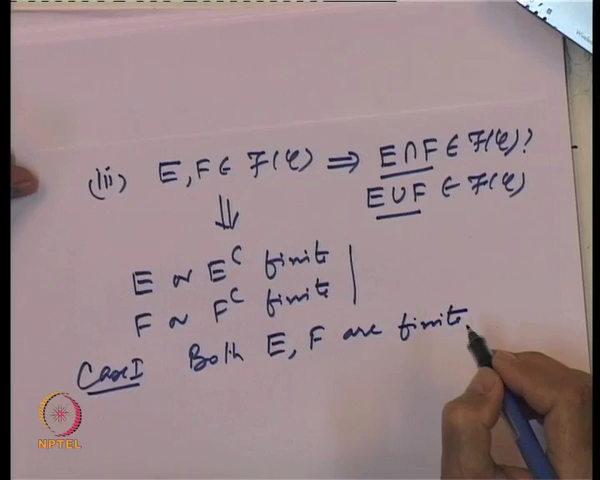 (iii) E, F ∈ F(C) ⇒ E∩F ∈ F(C)?
E∪F ∈ F(C)
⇓
E or E^c finite
F or F^c finite
Case I Both E, F are finite.
NPTEL